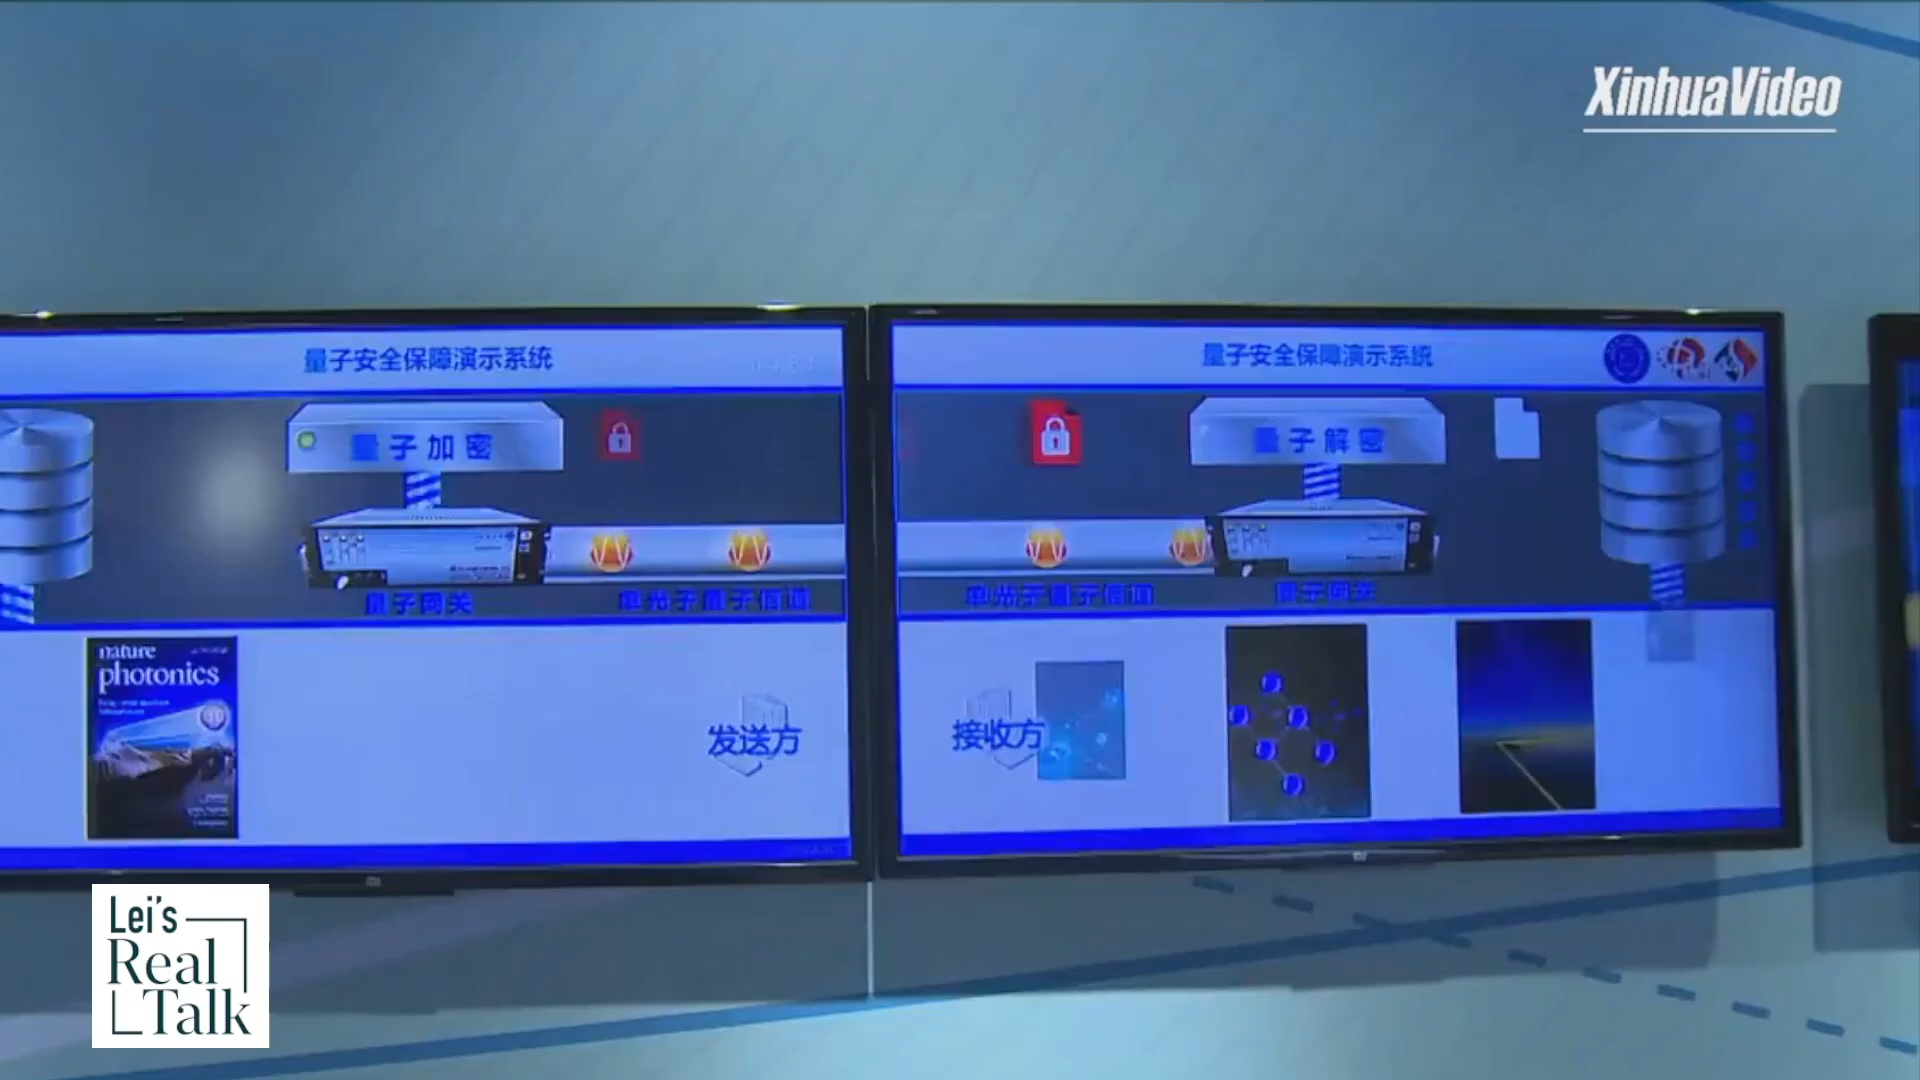 XinhuaVideo
量子安全保障演示系统
量子加密
量子网关
单光子量子信道
nature
photonics
发送方
量子安全保障演示系统
量子解密
单光子量子信道
量子网关
接收方
Lei's
Real
Talk